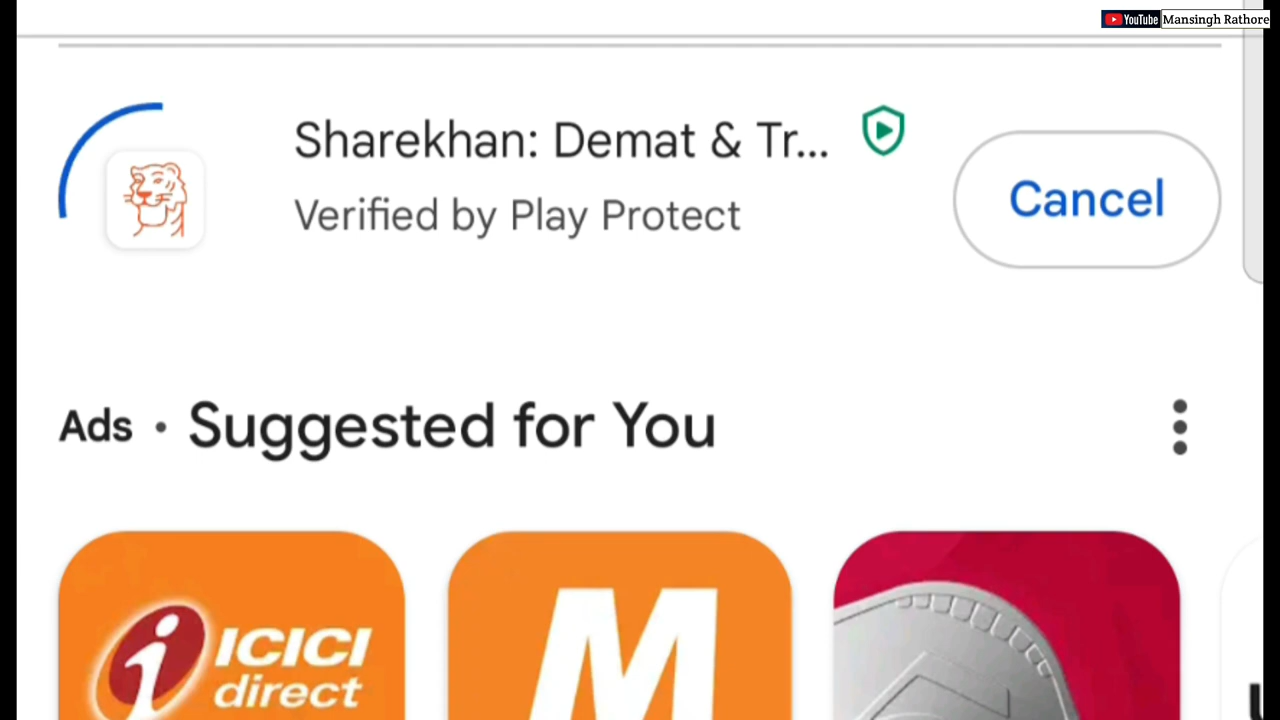 YouTube Mansingh Rathore
Sharekhan: Demat & Tr...
Verified by Play Protect
Cancel
Ads • Suggested for You
ICICI
direct
M